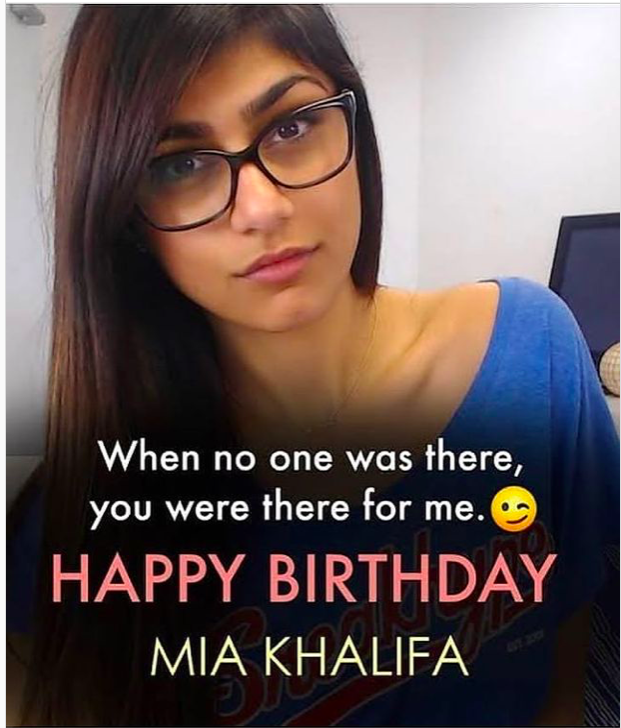 When no one was there,
you were there for me.😉
HAPPY BIRTHDAY
MIA KHALIFA